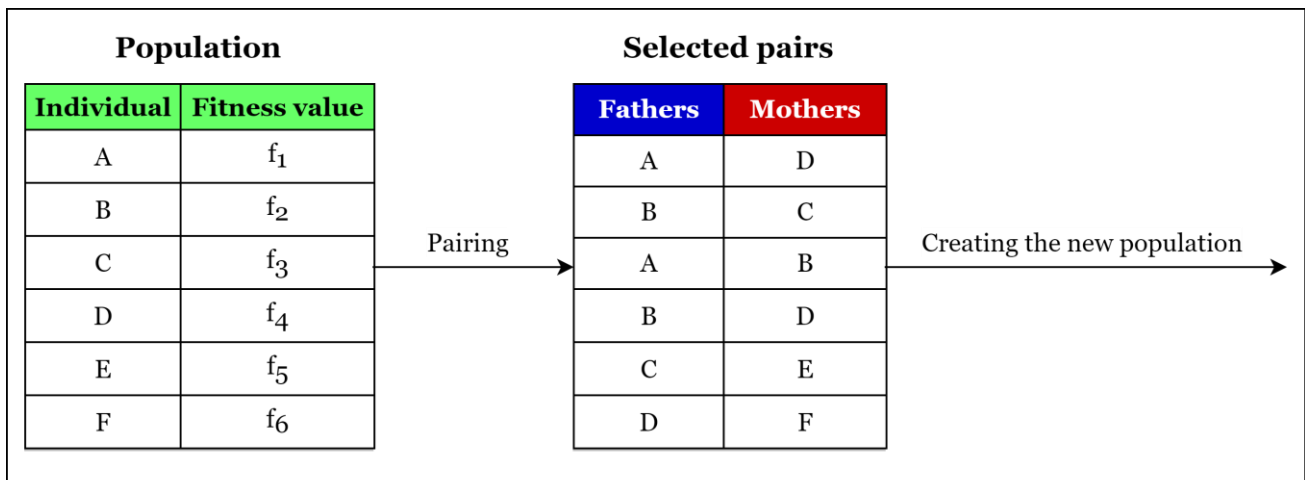 Population
Individual Fitness value
A f₁
B f₂
C f₃
D f₄
E f₅
F f₆
Pairing
Selected pairs
Fathers Mothers
A D
B C
A B
B D
C E
D F
Creating the new population